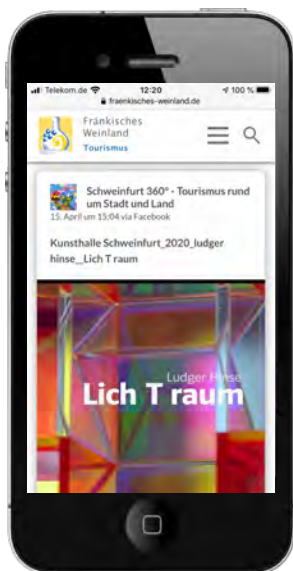 Telekom.de 12:20 100 %
fraenkisches-weinland.de
Fränkisches
Weinland
Tourismus
Schweinfurt 360° - Tourismus rund
um Stadt und Land
15. April um 15:04 via Facebook
Kunsthalle Schweinfurt_2020_ludger
hinse__Lich T raum
Ludger Hinse
Lich T raum